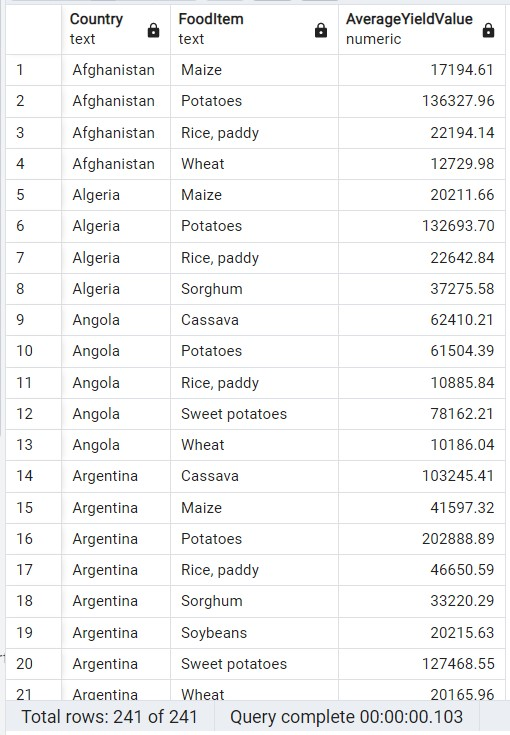 Country FoodItem AverageYieldValue
text text numeric
1 Afghanistan Maize 17194.61
2 Afghanistan Potatoes 136327.96
3 Afghanistan Rice, paddy 22194.14
4 Afghanistan Wheat 12729.98
5 Algeria Maize 20211.66
6 Algeria Potatoes 132693.70
7 Algeria Rice, paddy 22642.84
8 Algeria Sorghum 37275.58
9 Angola Cassava 62410.21
10 Angola Potatoes 61504.39
11 Angola Rice, paddy 10885.84
12 Angola Sweet potatoes 78162.21
13 Angola Wheat 10186.04
14 Argentina Cassava 103245.41
15 Argentina Maize 41597.32
16 Argentina Potatoes 202888.89
17 Argentina Rice, paddy 46650.59
18 Argentina Sorghum 33220.29
19 Argentina Soybeans 20215.63
20 Argentina Sweet potatoes 127468.55
21 Argentina Wheat 20165.96
Total rows: 241 of 241 Query complete 00:00:00.103